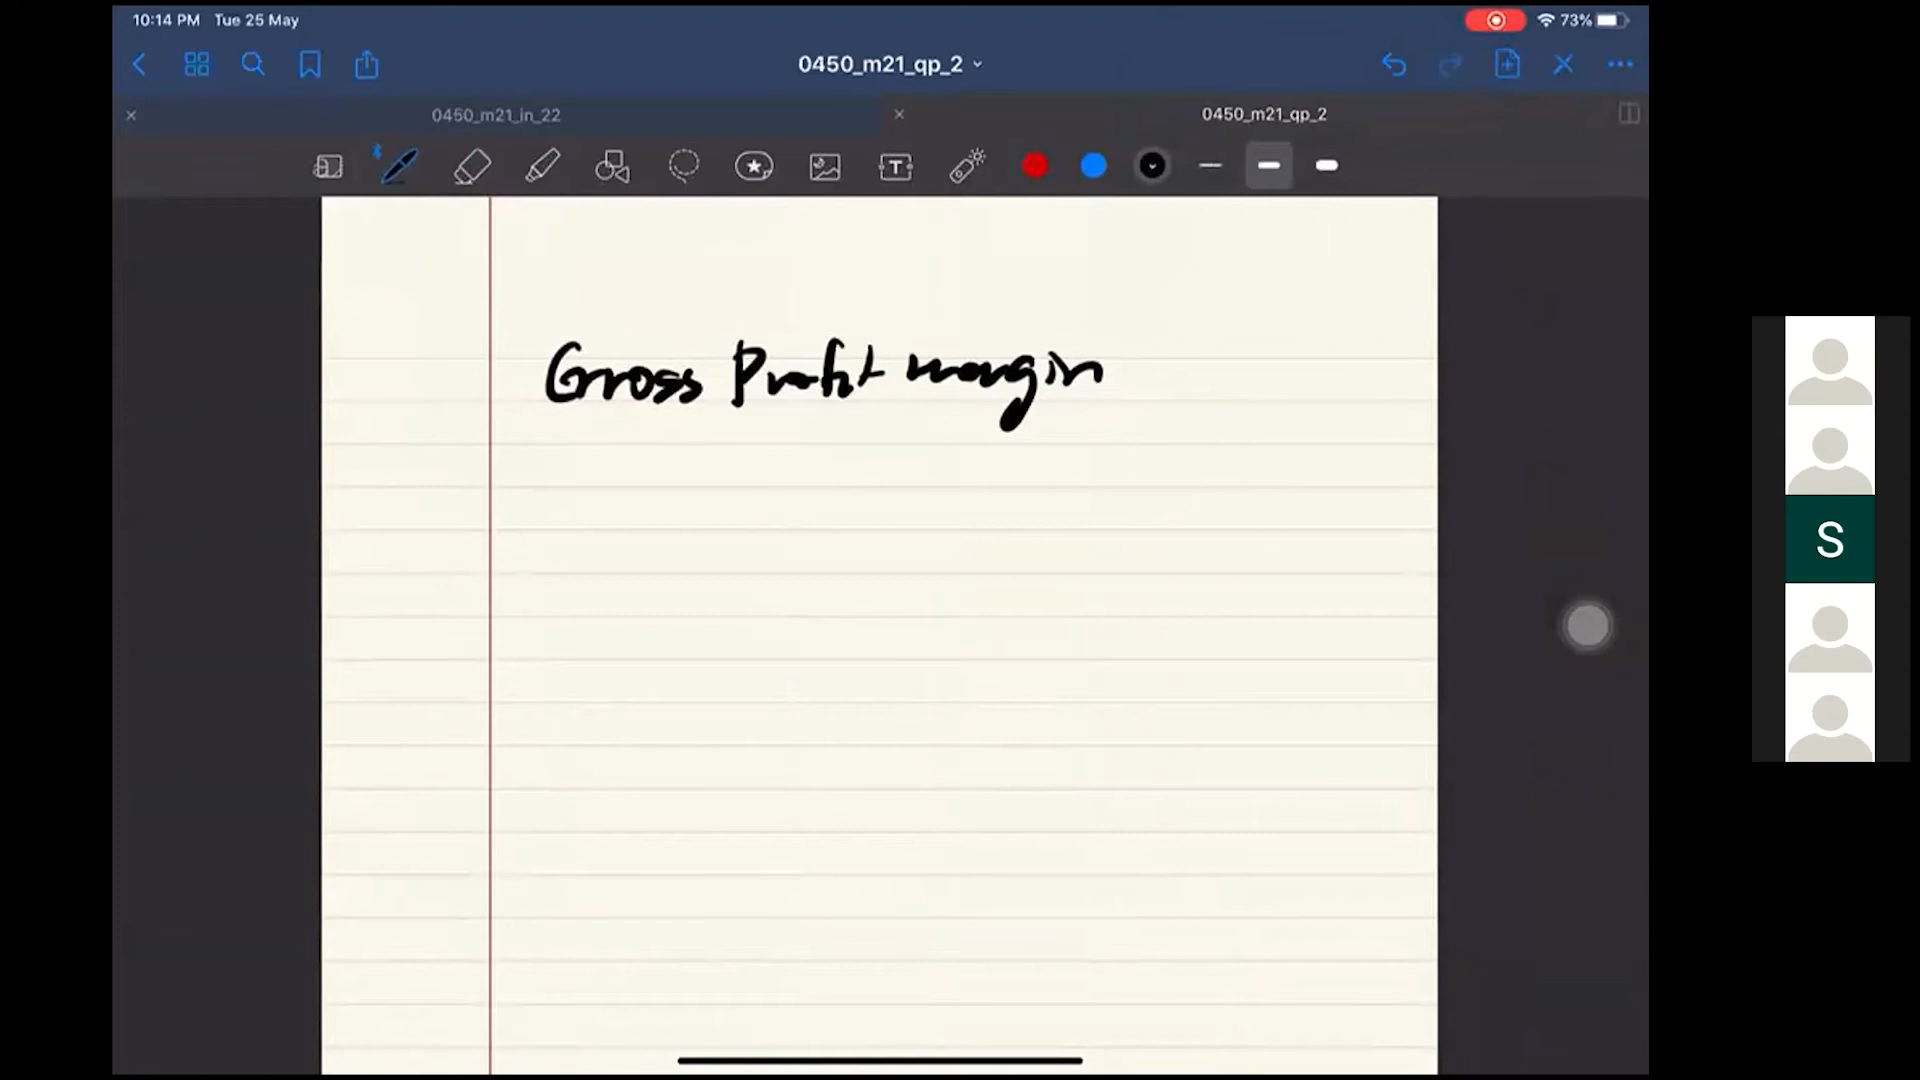 10:14 PM Tue 25 May 73%
0450_m21_qp_2
0450_m21_in_22 0450_m21_qp_2
T
Gross Profit margin
S